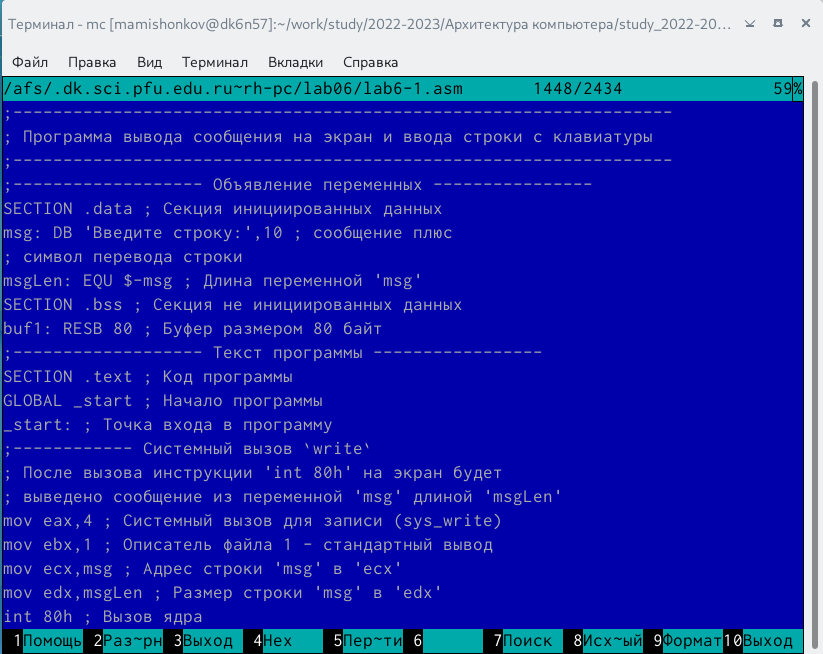 Терминал - mc [mamishonkov@dk6n57]:~/work/study/2022-2023/Архитектура компьютера/study_2022-20...
Файл Правка Вид Терминал Вкладки Справка
/afs/.dk.sci.pfu.edu.ru~rh-pc/lab06/lab6-1.asm 1448/2434 59%
;------------------------------------------------------------------
; Программа вывода сообщения на экран и ввода строки с клавиатуры
;------------------------------------------------------------------
;------------------- Объявление переменных ----------------
SECTION .data ; Секция инициированных данных
msg: DB 'Введите строку:',10 ; сообщение плюс
; символ перевода строки
msgLen: EQU $-msg ; Длина переменной 'msg'
SECTION .bss ; Секция не инициированных данных
buf1: RESB 80 ; Буфер размером 80 байт
;------------------- Текст программы -----------------
SECTION .text ; Код программы
GLOBAL _start ; Начало программы
_start: ; Точка входа в программу
;------------ Системный вызов `write`
; После вызова инструкции 'int 80h' на экран будет
; выведено сообщение из переменной 'msg' длиной 'msgLen'
mov eax,4 ; Системный вызов для записи (sys_write)
mov ebx,1 ; Описатель файла 1 - стандартный вывод
mov ecx,msg ; Адрес строки 'msg' в 'ecx'
mov edx,msgLen ; Размер строки 'msg' в 'edx'
int 80h ; Вызов ядра
1Помощь 2Раз~рн 3Выход 4Hex 5Пер~ти 6 7Поиск 8Исх~ый 9Формат 10Выход